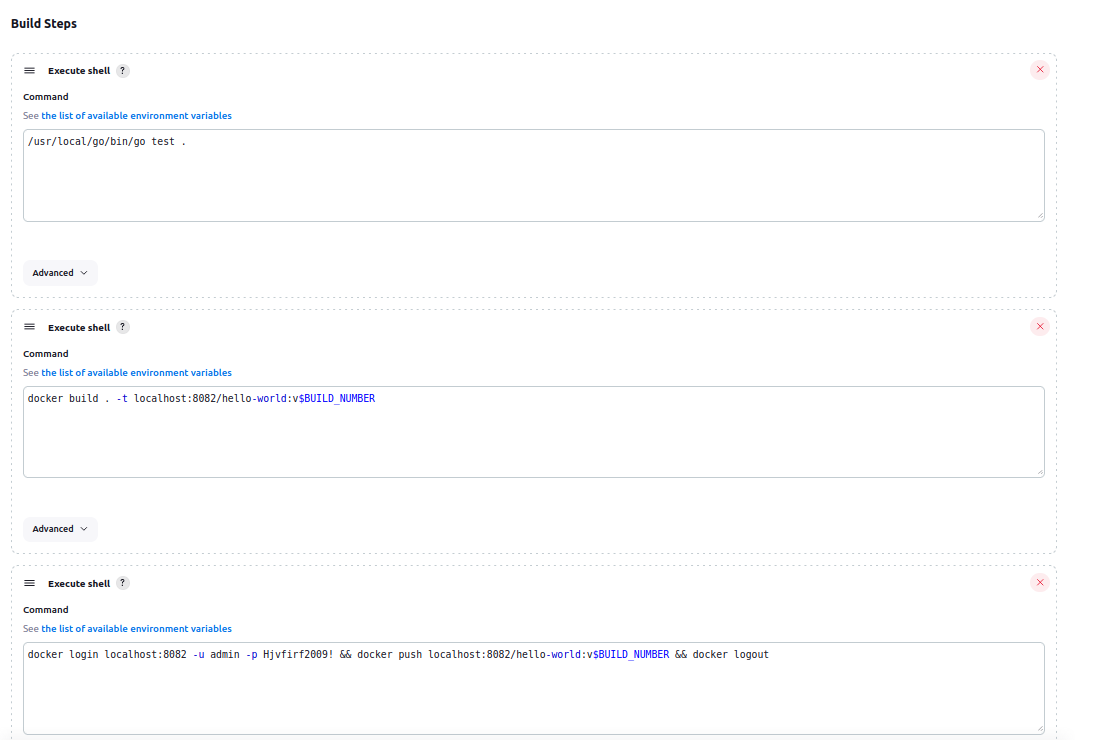 Build Steps
Execute shell ?
Command
See the list of available environment variables
/usr/local/go/bin/go test .
Advanced
Execute shell ?
Command
See the list of available environment variables
docker build . -t localhost:8082/hello-world:v$BUILD_NUMBER
Advanced
Execute shell ?
Command
See the list of available environment variables
docker login localhost:8082 -u admin -p Hjvfirf2009! && docker push localhost:8082/hello-world:v$BUILD_NUMBER && docker logout